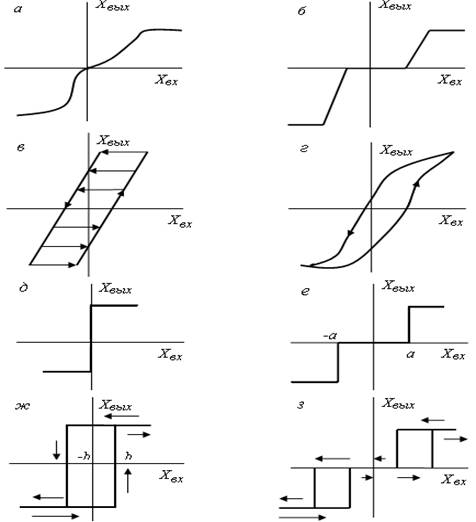 а Xвых б Xвых
Xвх Xвх
в Xвых г Xвых
Xвх Xвх
д Xвых е Xвых
-a a
Xвх Xвх
ж Xвых з Xвых
-h h
Xвх Xвх